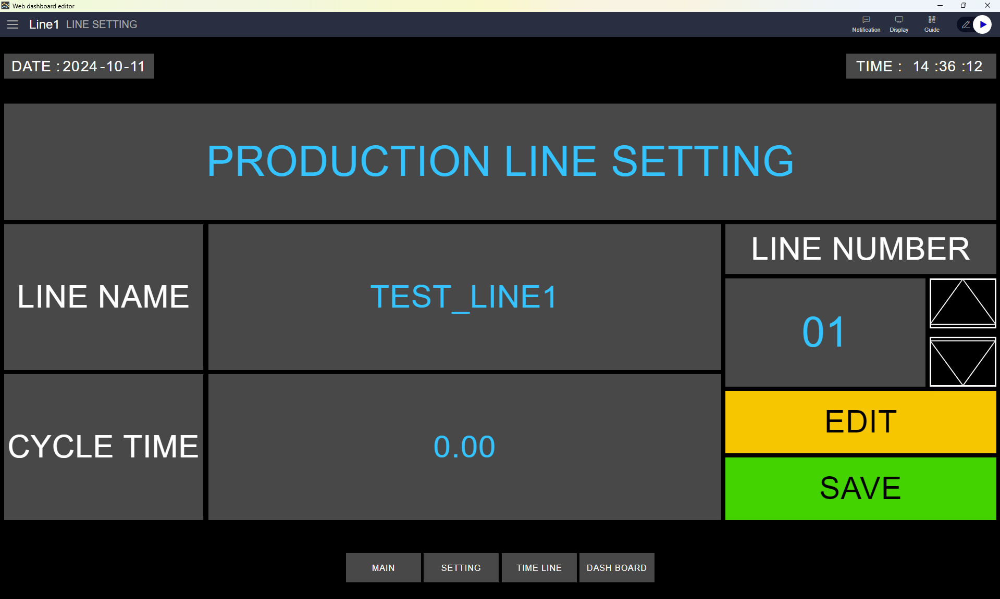 Web dashboard editor
Line1 LINE SETTING
Notification Display Guide
DATE :2024-10-11
TIME : 14 :36 :12
PRODUCTION LINE SETTING
LINE NAME
TEST_LINE1
LINE NUMBER
01
CYCLE TIME
0.00
EDIT
SAVE
MAIN SETTING TIME LINE DASH BOARD